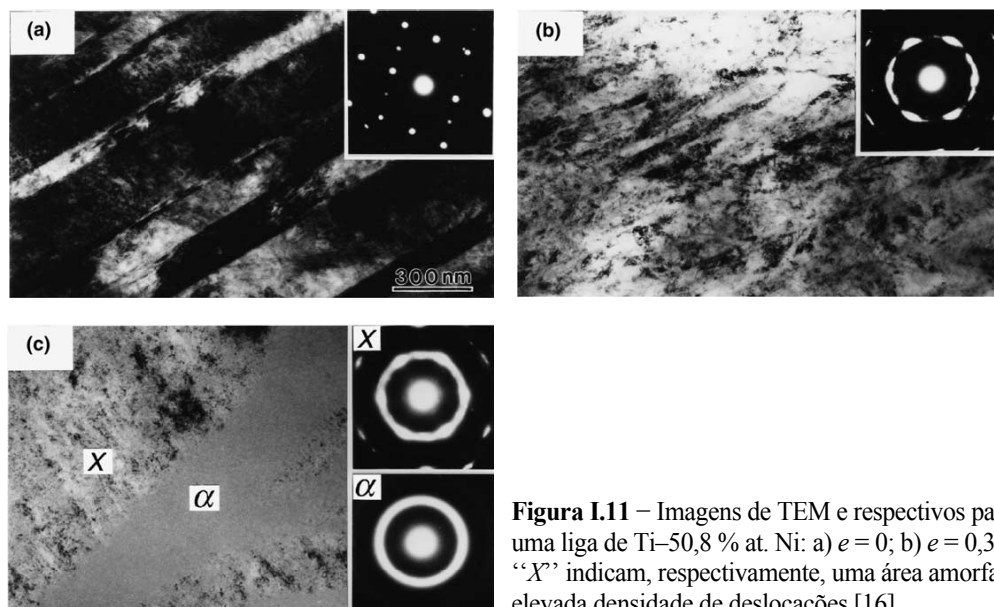 (a)
300 nm
(b)
(c)
X
α
X
α
Figura I.11 − Imagens de TEM e respectivos pa
uma liga de Ti–50,8 % at. Ni: a) e = 0; b) e = 0,3
‘‘X’’ indicam, respectivamente, uma área amorfa
elevada densidade de deslocações [16]